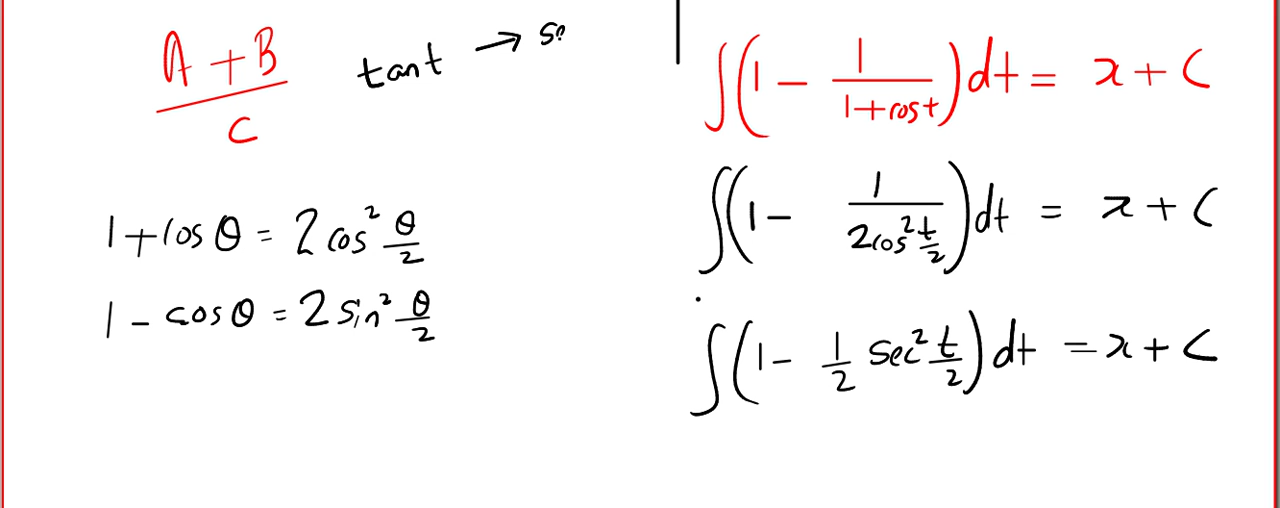 A + B / C
tan t → s
1 + cos θ = 2 cos² θ/2
1 - cos θ = 2 sin² θ/2
∫(1 - 1/(1 + cos t)) dt = x + C
∫(1 - 1/(2cos² t/2)) dt = x + C
∫(1 - 1/2 sec² t/2) dt = x + C